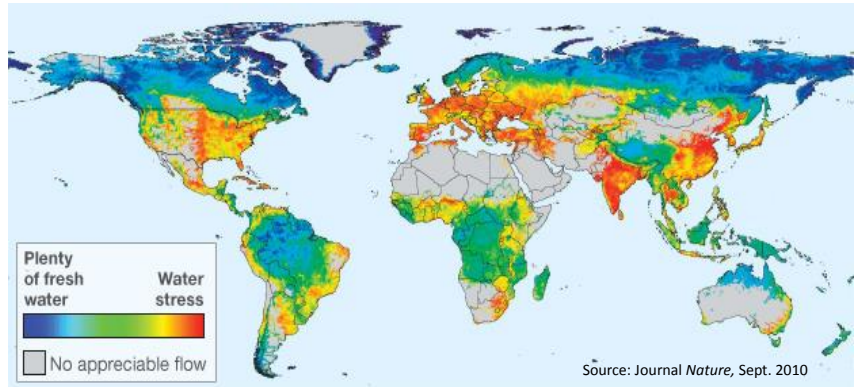 Plenty
of fresh
water
Water
stress
No appreciable flow
Source: Journal Nature, Sept. 2010